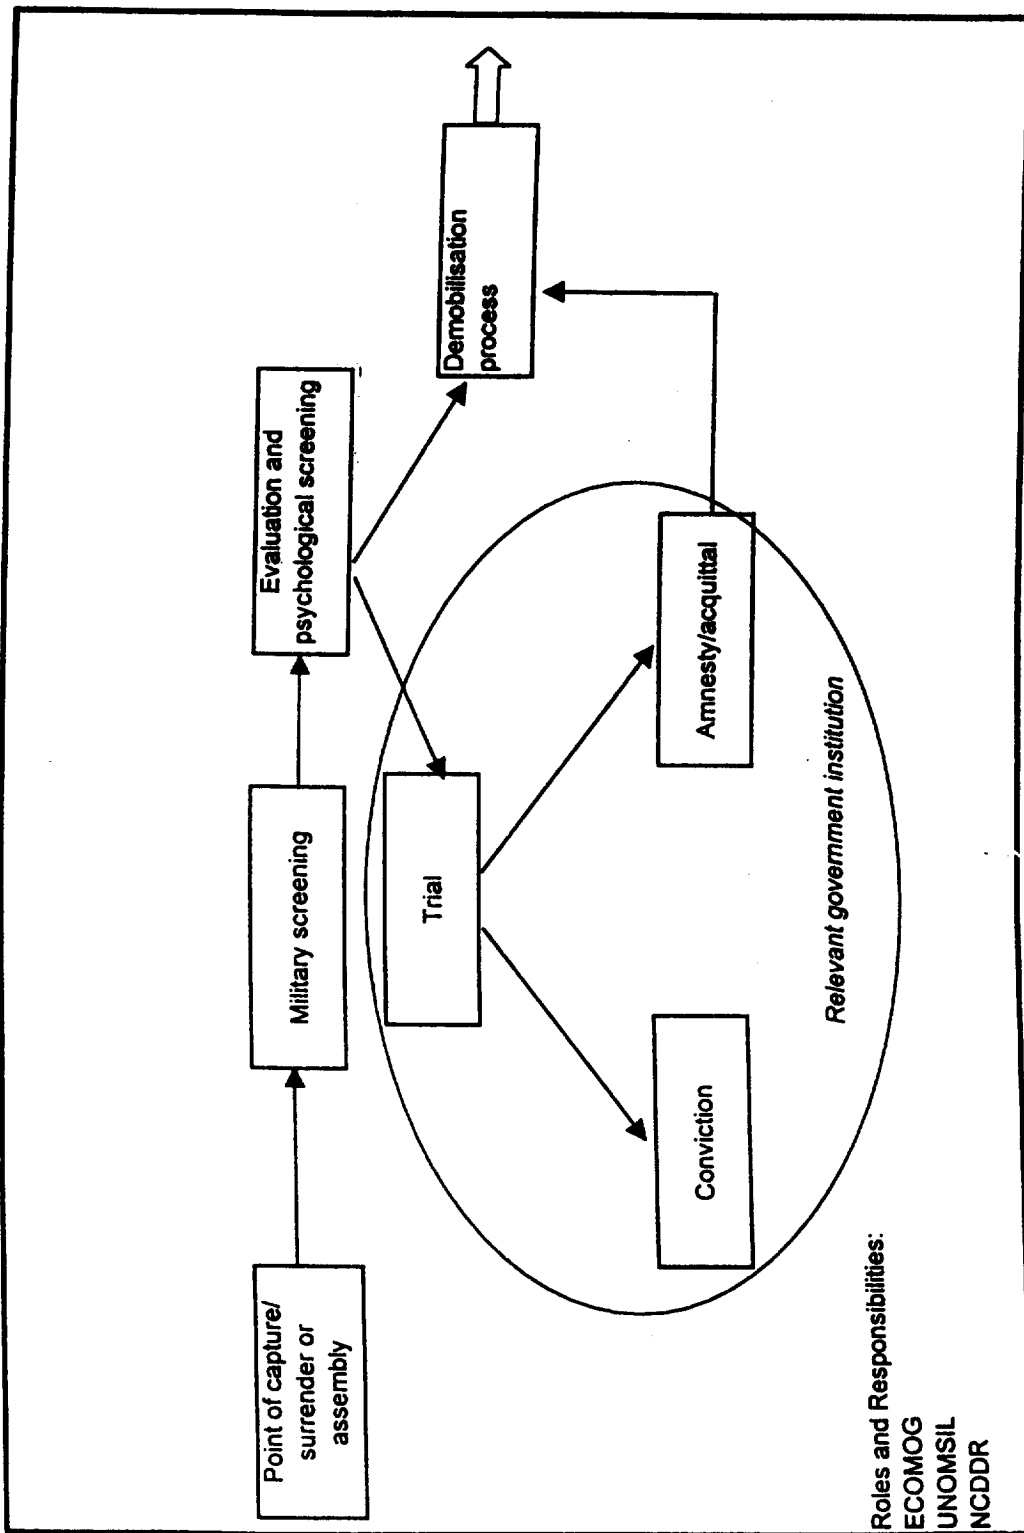 Point of capture/
surrender or
assembly
Military screening
Evaluation and
psychological screening
Demobilisation
process
Trial
Conviction
Amnesty/acquittal
Relevant government institution
Roles and Responsibilities:
ECOMOG
UNOMSIL
NCDDR